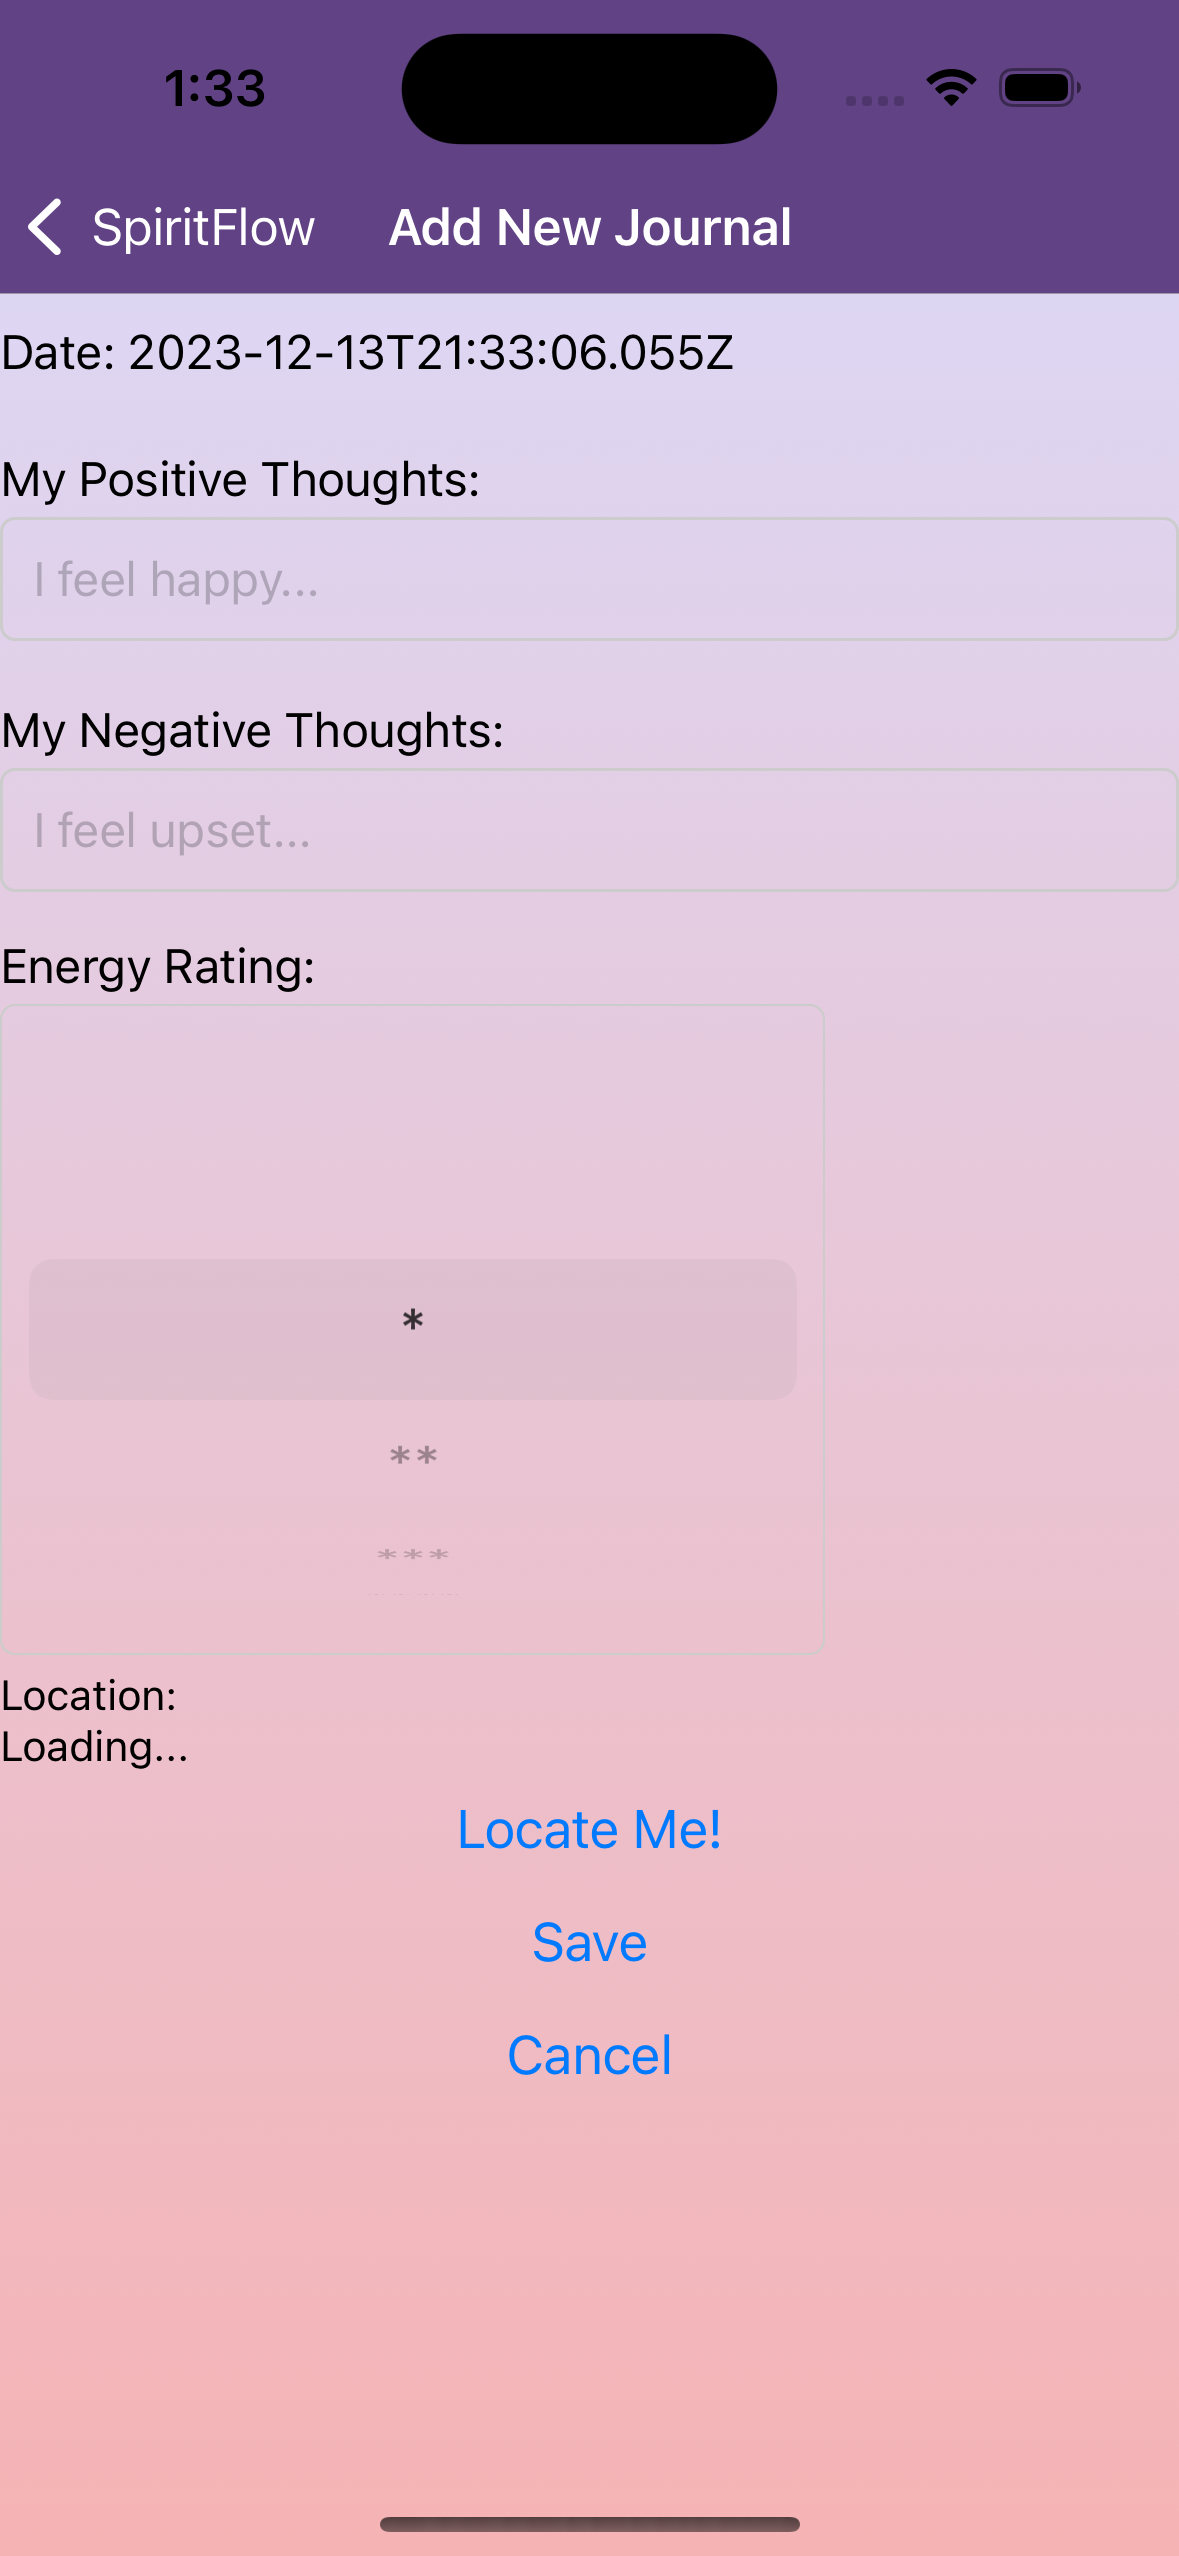 1:33
SpiritFlow Add New Journal
Date: 2023-12-13T21:33:06.055Z
My Positive Thoughts:
I feel happy...
My Negative Thoughts:
I feel upset...
Energy Rating:
*
**
***
Location:
Loading...
Locate Me!
Save
Cancel